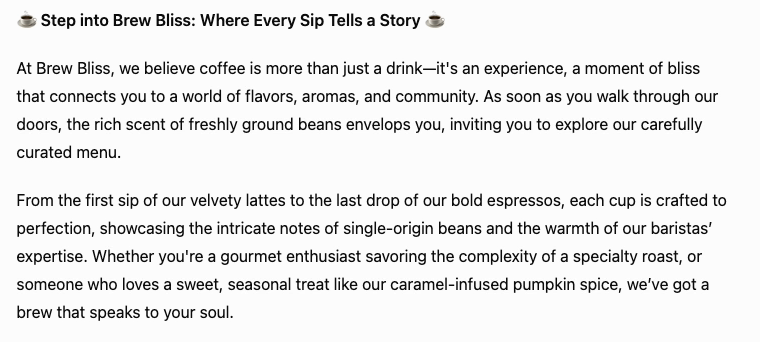 ☕ Step into Brew Bliss: Where Every Sip Tells a Story ☕
At Brew Bliss, we believe coffee is more than just a drink—it's an experience, a moment of bliss
that connects you to a world of flavors, aromas, and community. As soon as you walk through our
doors, the rich scent of freshly ground beans envelops you, inviting you to explore our carefully
curated menu.
From the first sip of our velvety lattes to the last drop of our bold espressos, each cup is crafted to
perfection, showcasing the intricate notes of single-origin beans and the warmth of our baristas’
expertise. Whether you're a gourmet enthusiast savoring the complexity of a specialty roast, or
someone who loves a sweet, seasonal treat like our caramel-infused pumpkin spice, we’ve got a
brew that speaks to your soul.